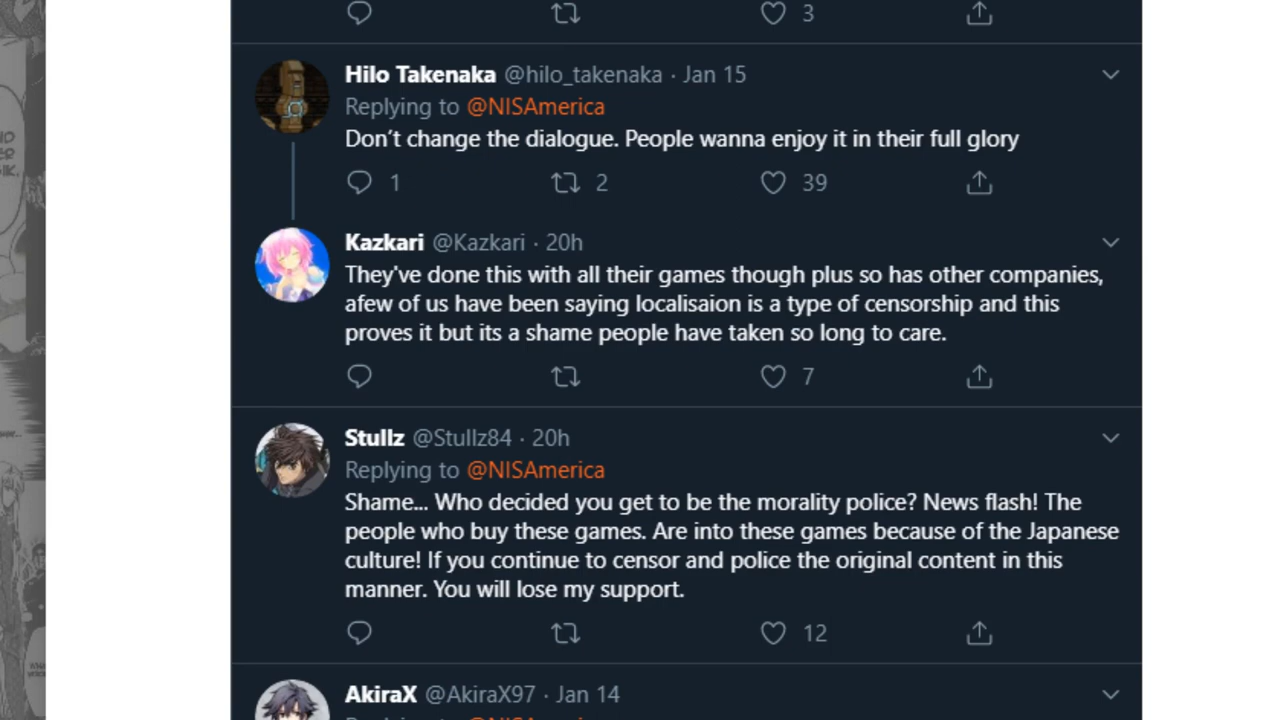 3
Hilo Takenaka @hilo_takenaka · Jan 15
Replying to @NISAmerica
Don’t change the dialogue. People wanna enjoy it in their full glory
1 2 39
Kazkari @Kazkari · 20h
They've done this with all their games though plus so has other companies,
afew of us have been saying localisaion is a type of censorship and this
proves it but its a shame people have taken so long to care.
7
Stullz @Stullz84 · 20h
Replying to @NISAmerica
Shame... Who decided you get to be the morality police? News flash! The
people who buy these games. Are into these games because of the Japanese
culture! If you continue to censor and police the original content in this
manner. You will lose my support.
12
AkiraX @AkiraX97 · Jan 14
Replying to @NISAmerica